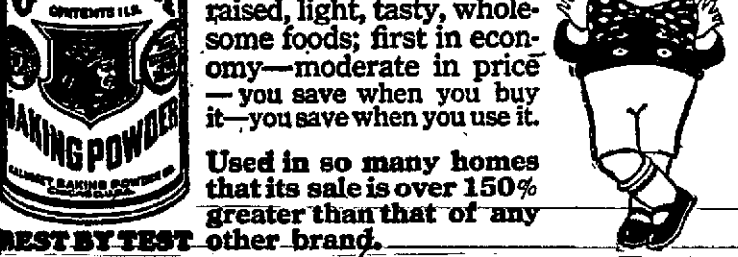 CONTENTS 1 LB.
BAKING POWDER
CALUMET BAKING POWDER CO.
BEST BY TEST
raised, light, tasty, whole-
some foods; first in econ-
omy—moderate in price
— you save when you buy
it—you save when you use it.
Used in so many homes
that its sale is over 150%
greater than that of any
other brand.